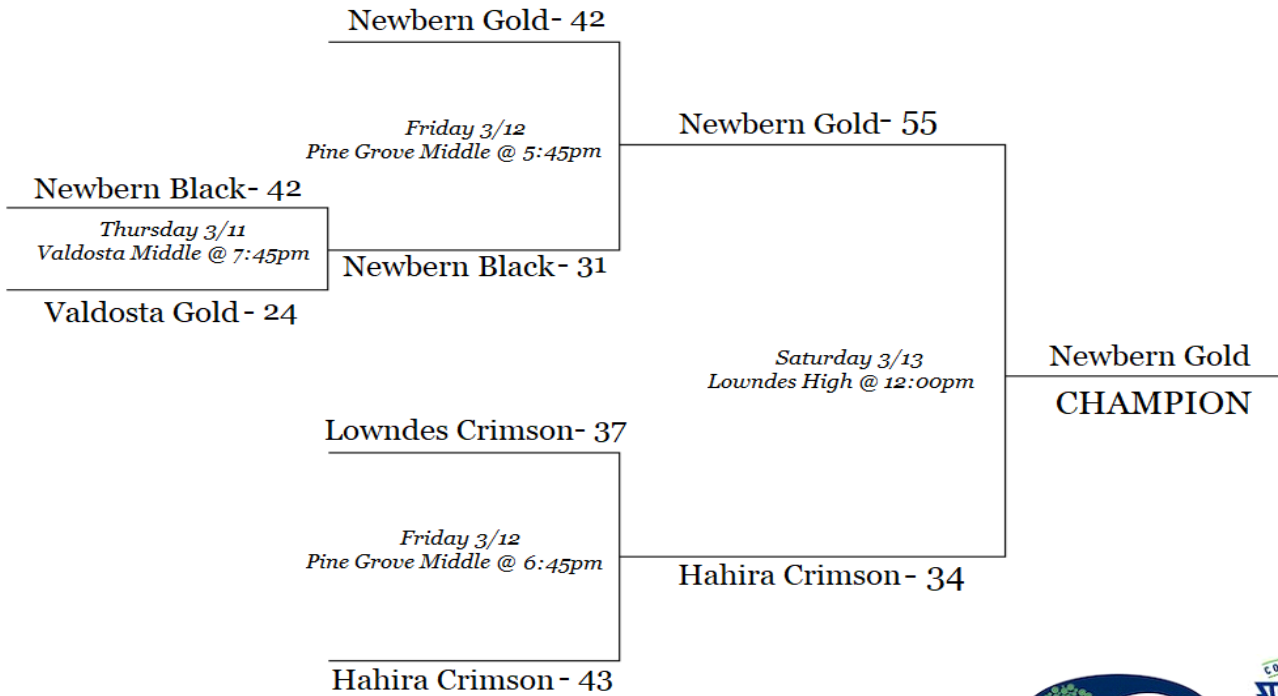 Newbern Gold- 42
Friday 3/12
Pine Grove Middle @ 5:45pm
Newbern Gold- 55
Newbern Black- 42
Thursday 3/11
Valdosta Middle @ 7:45pm
Newbern Black- 31
Valdosta Gold- 24
Saturday 3/13
Lowndes High @ 12:00pm
Newbern Gold
CHAMPION
Lowndes Crimson- 37
Friday 3/12
Pine Grove Middle @ 6:45pm
Hahira Crimson- 34
Hahira Crimson- 43